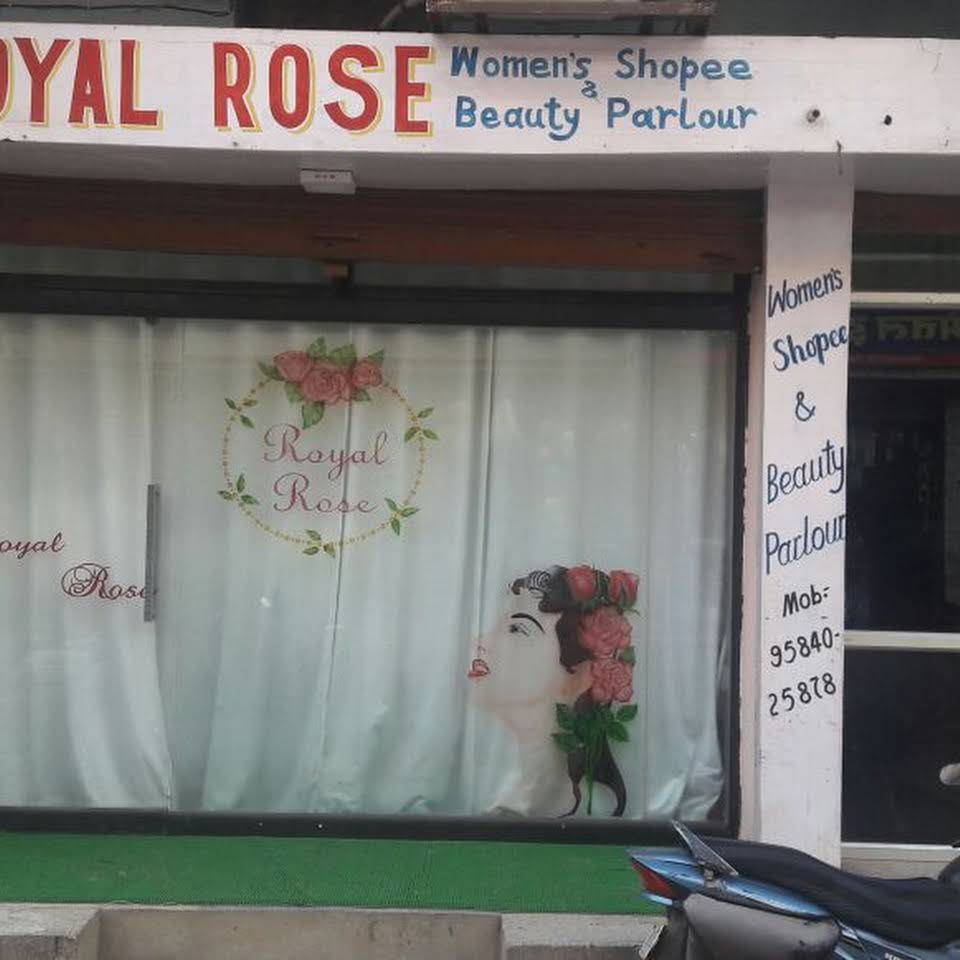 OYAL ROSE
Women's Shopee
&
Beauty Parlour
Royal
Rose
oyal
Rose
Women's
Shopee
&
Beauty
Parlour
Mob:-
95840-
25878